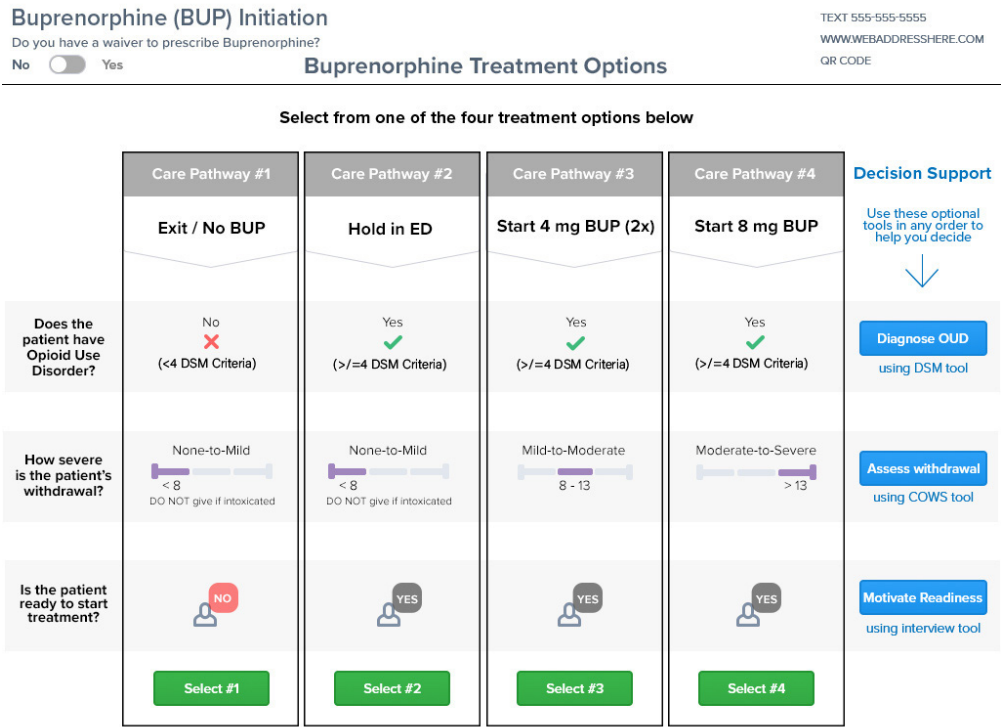 Buprenorphine (BUP) Initiation
Do you have a waiver to prescribe Buprenorphine?
No Yes
TEXT 555-555-5555
WWW.WEBADDRESSHERE.COM
QR CODE
Buprenorphine Treatment Options
Select from one of the four treatment options below
Care Pathway #1
Care Pathway #2
Care Pathway #3
Care Pathway #4
Decision Support
Exit / No BUP
Hold in ED
Start 4 mg BUP (2x)
Start 8 mg BUP
Use these optional
tools in any order to
help you decide
Does the
patient have
Opioid Use
Disorder?
No
(<4 DSM Criteria)
Yes
(>/=4 DSM Criteria)
Yes
(>/=4 DSM Criteria)
Yes
(>/=4 DSM Criteria)
Diagnose OUD
using DSM tool
How severe
is the patient's
withdrawal?
None-to-Mild
< 8
DO NOT give if intoxicated
None-to-Mild
< 8
DO NOT give if intoxicated
Mild-to-Moderate
8 - 13
Moderate-to-Severe
> 13
Assess withdrawal
using COWS tool
Is the patient
ready to start
treatment?
NO
YES
YES
YES
Motivate Readiness
using interview tool
Select #1
Select #2
Select #3
Select #4